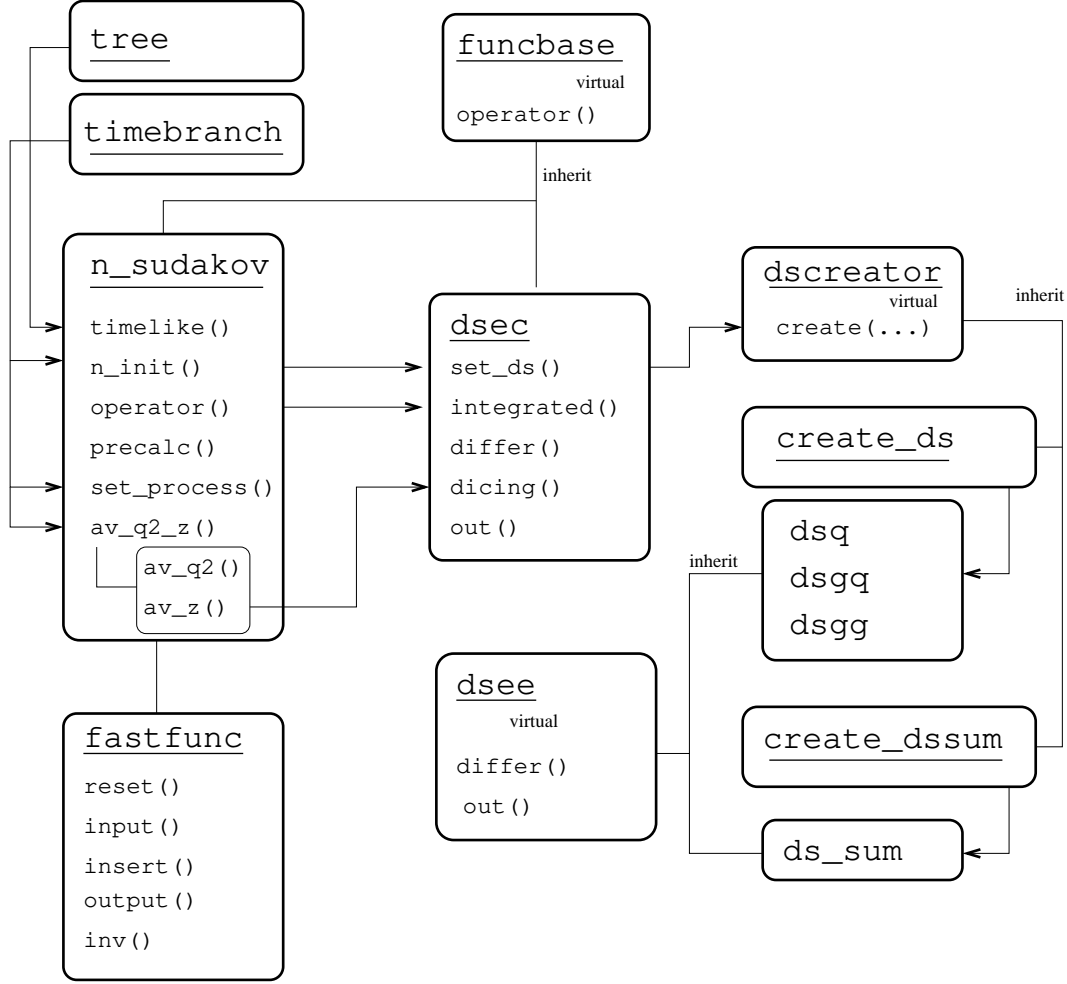 tree
timebranch
funcbase
virtual
operator()
inherit
n_sudakov
timelike()
n_init()
operator()
precalc()
set_process()
av_q2_z()
av_q2()
av_z()
fastfunc
reset()
input()
insert()
output()
inv()
dsec
set_ds()
integrated()
differ()
dicing()
out()
dsee
virtual
differ()
out()
dscreator
virtual
create(...)
inherit
create_ds
dsq
dsgq
dsgg
inherit
create_dssum
ds_sum